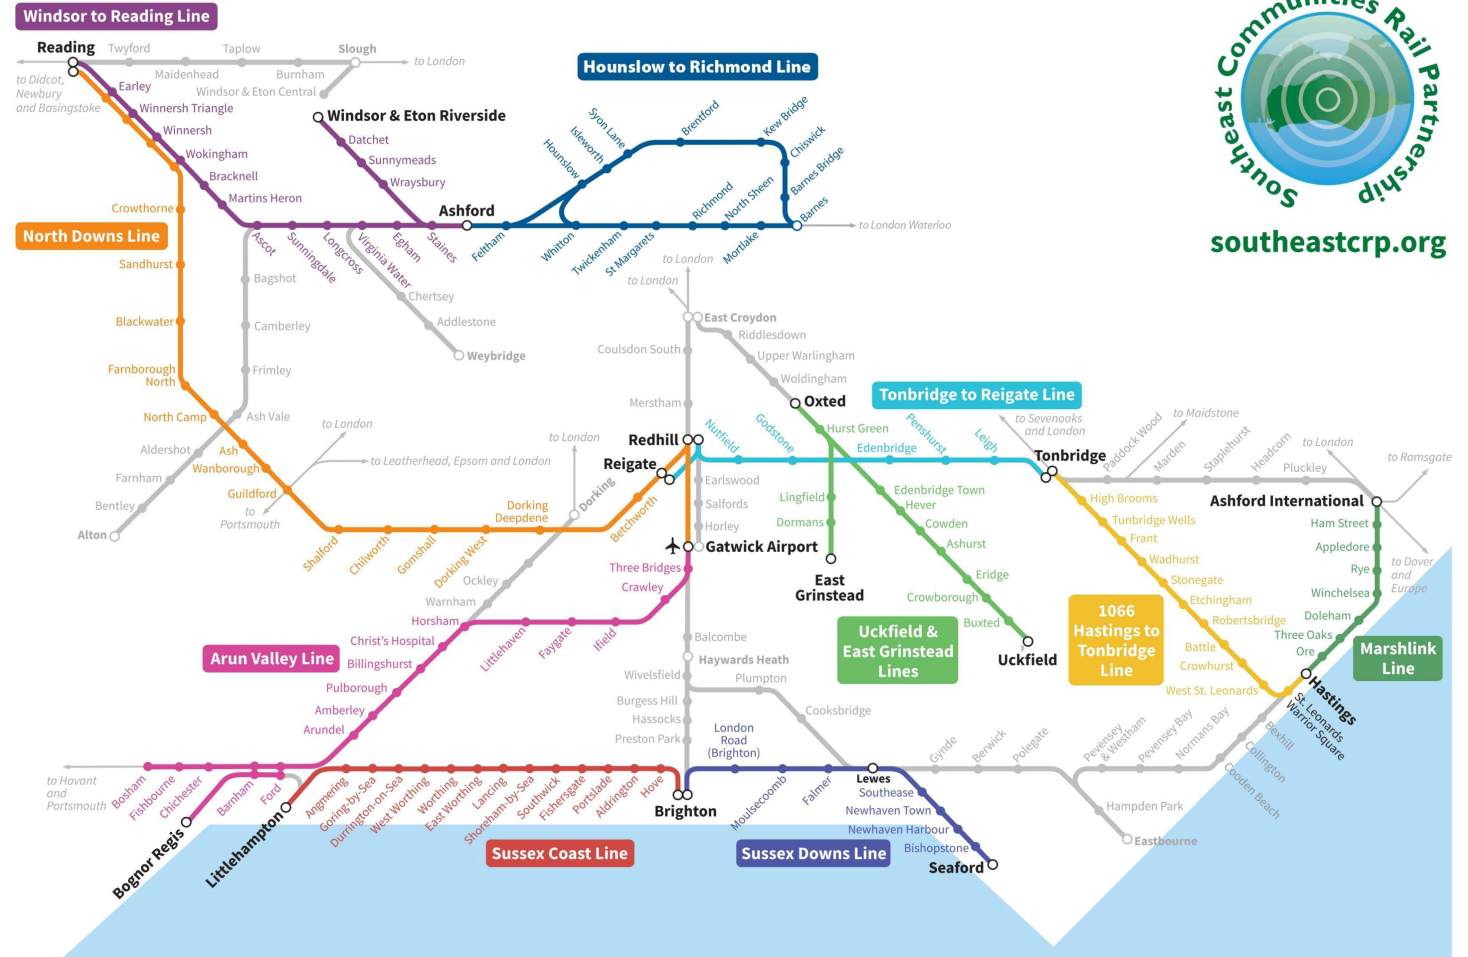 Windsor to Reading Line
Reading
Twyford
Taplow
Slough
to London
Maidenhead
Burnham
Windsor & Eton Central
to Didcot,
Newbury
and Basingstoke
Earley
Winnersh Triangle
Winnersh
Wokingham
Bracknell
Martins Heron
Windsor & Eton Riverside
Datchet
Sunnymeads
Wraysbury
Ashford
Ascot
Sunningdale
Longcross
Virginia Water
Egham
Staines
Hounslow to Richmond Line
Feltham
Hounslow
Isleworth
Syon Lane
Brentford
Kew Bridge
Chiswick
Barnes Bridge
Barnes
Whitton
Twickenham
St Margarets
Richmond
North Sheen
Mortlake
to London Waterloo
Southeast Communities Rail Partnership
southeastcrp.org
North Downs Line
Crowthorne
Sandhurst
Blackwater
Farnborough
North
North Camp
Ash
Wanborough
Guildford
to
Portsmouth
to London
to Leatherhead, Epsom and London
Shalford
Chilworth
Gomshall
Dorking West
Dorking
Deepdene
Betchworth
Reigate
Redhill
Bagshot
Camberley
Frimley
Ash Vale
Aldershot
Farnham
Bentley
Alton
Chertsey
Addlestone
Weybridge
to London
Dorking
Ockley
Warnham
to London
to London
East Croydon
Coulsdon South
Merstham
Riddlesdown
Upper Warlingham
Woldingham
Oxted
Hurst Green
Lingfield
Dormans
East
Grinstead
Edenbridge Town
Hever
Cowden
Ashurst
Eridge
Crowborough
Buxted
Uckfield
Uckfield &
East Grinstead
Lines
Tonbridge to Reigate Line
Nutfield
Godstone
Edenbridge
Penshurst
Leigh
Tonbridge
to Sevenoaks
and London
Earlswood
Salfords
Horley
Gatwick Airport
Three Bridges
Crawley
Ifield
Faygate
Littlehaven
Horsham
Christ's Hospital
Billingshurst
Pulborough
Amberley
Arundel
Arun Valley Line
to Havant
and
Portsmouth
Bosham
Fishbourne
Chichester
Barnham
Ford
Bognor Regis
Littlehampton
Balcombe
Haywards Heath
Wivelsfield
Plumpton
Burgess Hill
Cooksbridge
Hassocks
Preston Park
Angmering
Goring-by-Sea
Durrington-on-Sea
West Worthing
Worthing
East Worthing
Lancing
Shoreham-by-Sea
Southwick
Fishersgate
Portslade
Aldrington
Hove
Brighton
Sussex Coast Line
London
Road
(Brighton)
Moulsecoomb
Falmer
Lewes
Southease
Newhaven Town
Newhaven Harbour
Bishopstone
Seaford
Sussex Downs Line
Gynde
Berwick
Polegate
Pevensey
& Westham
Pevensey Bay
Normans Bay
Cooden Beach
Collington
Bexhill
Hampden Park
Eastbourne
1066
Hastings to
Tonbridge
Line
High Brooms
Tunbridge Wells
Frant
Wadhurst
Stonegate
Etchingham
Robertsbridge
Battle
Crowhurst
West St. Leonards
St. Leonards
Warrior Square
Hastings
Paddock Wood
to Maidstone
Marden
Staplehurst
Headcorn
Pluckley
to London
to Ramsgate
Ashford International
Ham Street
Appledore
Rye
Winchelsea
Doleham
Three Oaks
Ore
to Dover
and
Europe
Marshlink
Line